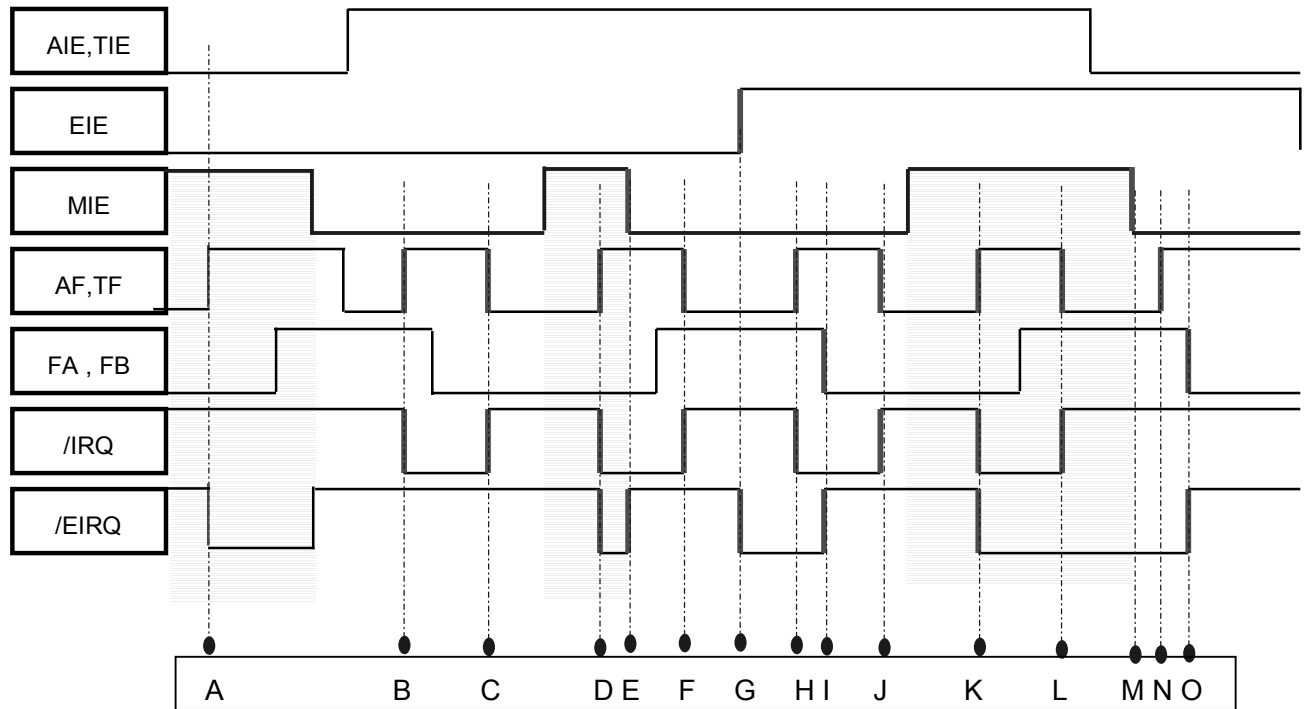 AIE,TIE
EIE
MIE
AF,TF
FA , FB
/IRQ
/EIRQ
A B C D E F G H I J K L M N O